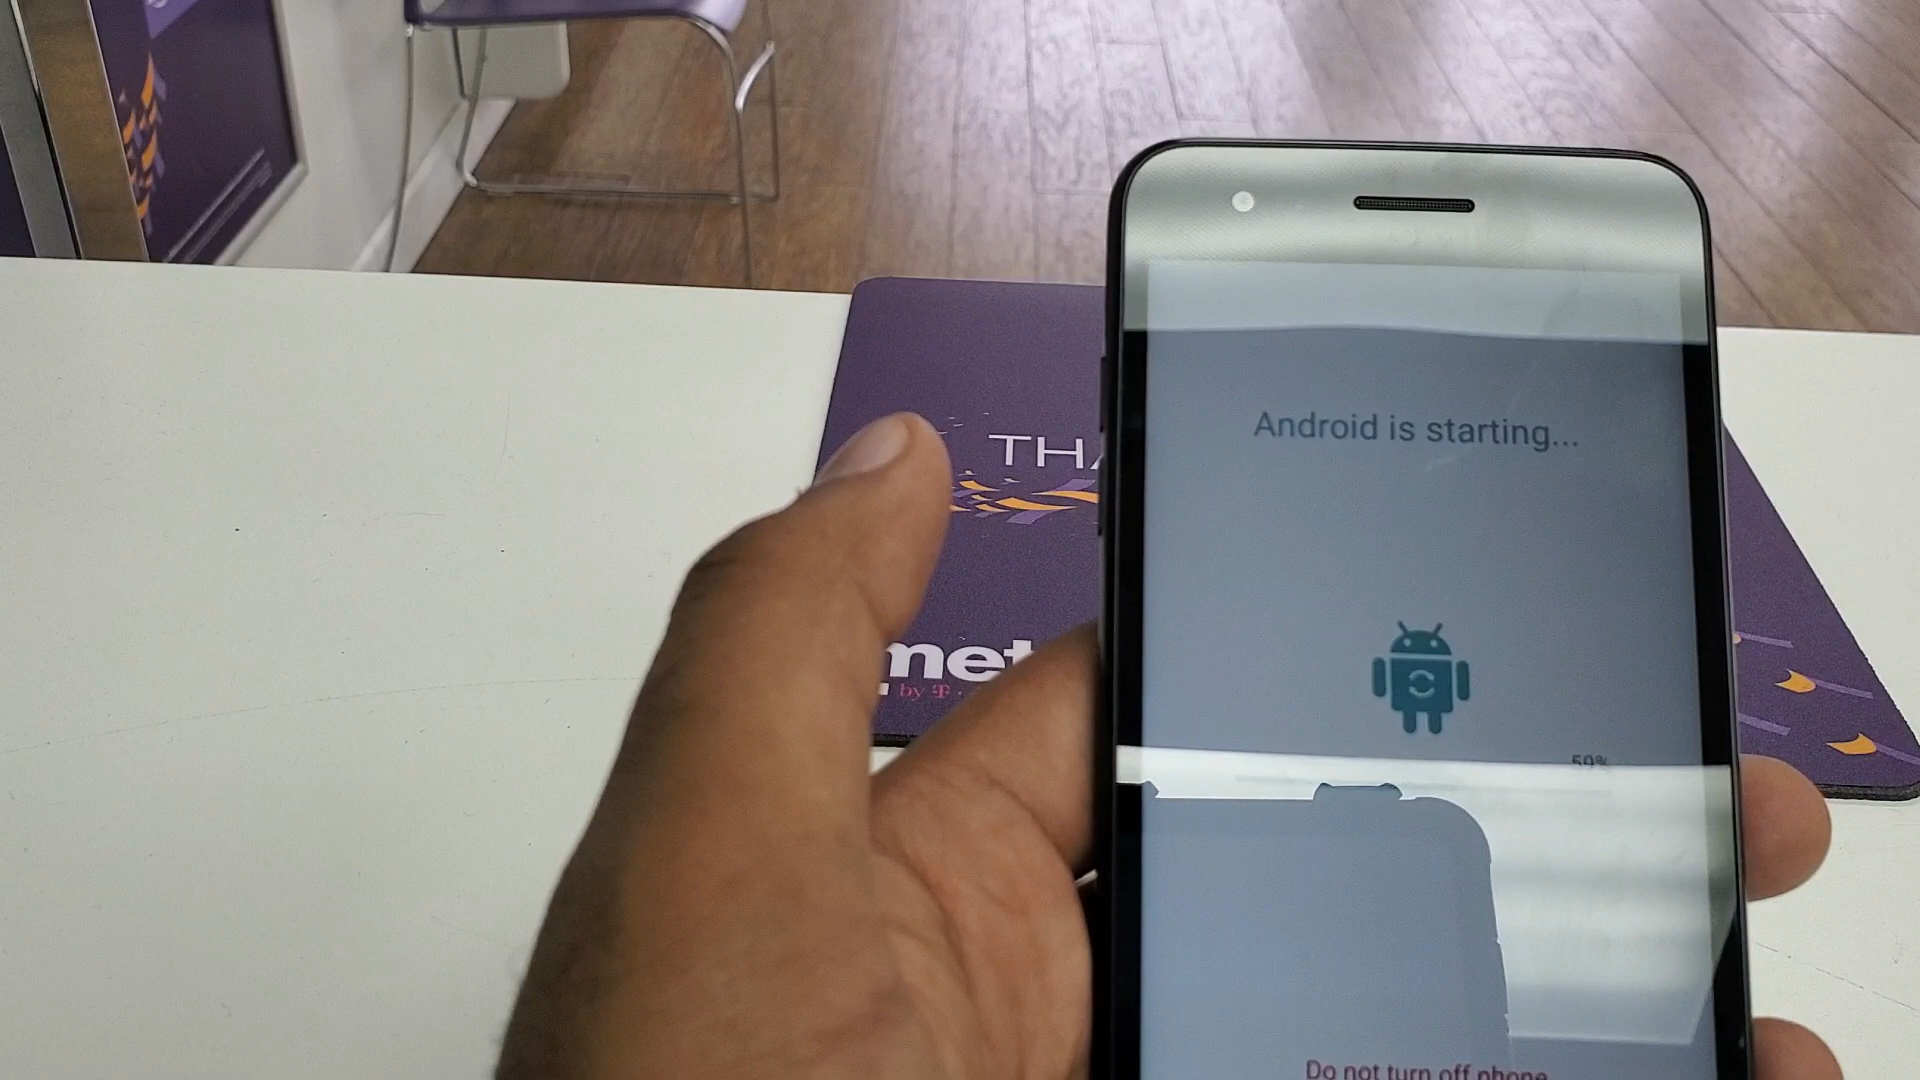 THA
Android is starting...
met
by T
59%
Do not turn off phone